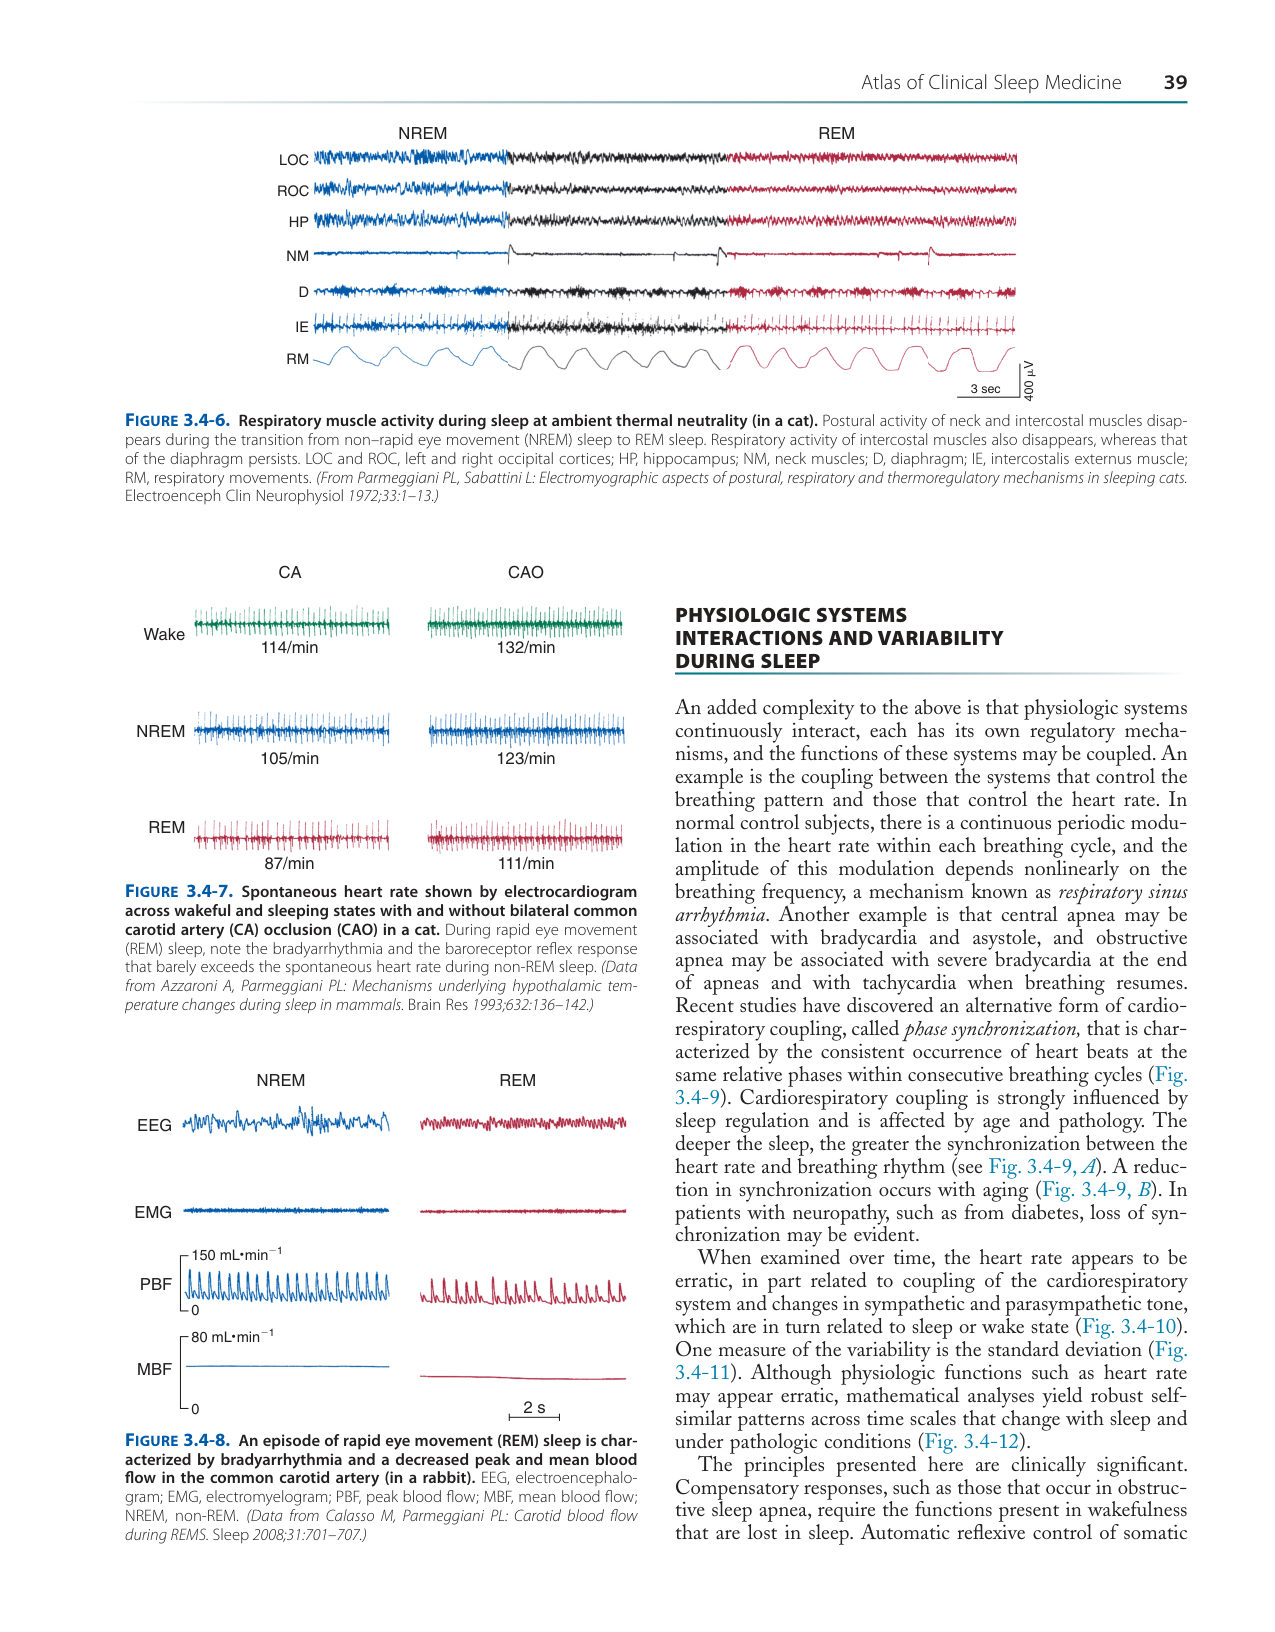 Atlas of Clinical Sleep Medicine 39
NREM REM
LOC
ROC
HP
NM
D
IE
RM
3 sec
400 μV
FIGURE 3.4-6. Respiratory muscle activity during sleep at ambient thermal neutrality (in a cat). Postural activity of neck and intercostal muscles disap-
pears during the transition from non–rapid eye movement (NREM) sleep to REM sleep. Respiratory activity of intercostal muscles also disappears, whereas that
of the diaphragm persists. LOC and ROC, left and right occipital cortices; HP, hippocampus; NM, neck muscles; D, diaphragm; IE, intercostalis externus muscle;
RM, respiratory movements. (From Parmeggiani PL, Sabattini L: Electromyographic aspects of postural, respiratory and thermoregulatory mechanisms in sleeping cats.
Electroenceph Clin Neurophysiol 1972;33:1–13.)
CA CAO
Wake
114/min 132/min
NREM
105/min 123/min
REM
87/min 111/min
FIGURE 3.4-7. Spontaneous heart rate shown by electrocardiogram
across wakeful and sleeping states with and without bilateral common
carotid artery (CA) occlusion (CAO) in a cat. During rapid eye movement
(REM) sleep, note the bradyarrhythmia and the baroreceptor reflex response
that barely exceeds the spontaneous heart rate during non-REM sleep. (Data
from Azzaroni A, Parmeggiani PL: Mechanisms underlying hypothalamic tem-
perature changes during sleep in mammals. Brain Res 1993;632:136–142.)
NREM REM
EEG
EMG
150 mL•min−1
PBF
0
80 mL•min−1
MBF
0
2 s
FIGURE 3.4-8. An episode of rapid eye movement (REM) sleep is char-
acterized by bradyarrhythmia and a decreased peak and mean blood
flow in the common carotid artery (in a rabbit). EEG, electroencephalo-
gram; EMG, electromyelogram; PBF, peak blood flow; MBF, mean blood flow;
NREM, non-REM. (Data from Calasso M, Parmeggiani PL: Carotid blood flow
during REMS. Sleep 2008;31:701–707.)
PHYSIOLOGIC SYSTEMS
INTERACTIONS AND VARIABILITY
DURING SLEEP
An added complexity to the above is that physiologic systems
continuously interact, each has its own regulatory mecha-
nisms, and the functions of these systems may be coupled. An
example is the coupling between the systems that control the
breathing pattern and those that control the heart rate. In
normal control subjects, there is a continuous periodic modu-
lation in the heart rate within each breathing cycle, and the
amplitude of this modulation depends nonlinearly on the
breathing frequency, a mechanism known as respiratory sinus
arrhythmia. Another example is that central apnea may be
associated with bradycardia and asystole, and obstructive
apnea may be associated with severe bradycardia at the end
of apneas and with tachycardia when breathing resumes.
Recent studies have discovered an alternative form of cardio-
respiratory coupling, called phase synchronization, that is char-
acterized by the consistent occurrence of heart beats at the
same relative phases within consecutive breathing cycles (Fig.
3.4-9). Cardiorespiratory coupling is strongly influenced by
sleep regulation and is affected by age and pathology. The
deeper the sleep, the greater the synchronization between the
heart rate and breathing rhythm (see Fig. 3.4-9, A). A reduc-
tion in synchronization occurs with aging (Fig. 3.4-9, B). In
patients with neuropathy, such as from diabetes, loss of syn-
chronization may be evident.
When examined over time, the heart rate appears to be
erratic, in part related to coupling of the cardiorespiratory
system and changes in sympathetic and parasympathetic tone,
which are in turn related to sleep or wake state (Fig. 3.4-10).
One measure of the variability is the standard deviation (Fig.
3.4-11). Although physiologic functions such as heart rate
may appear erratic, mathematical analyses yield robust self-
similar patterns across time scales that change with sleep and
under pathologic conditions (Fig. 3.4-12).
The principles presented here are clinically significant.
Compensatory responses, such as those that occur in obstruc-
tive sleep apnea, require the functions present in wakefulness
that are lost in sleep. Automatic reflexive control of somatic